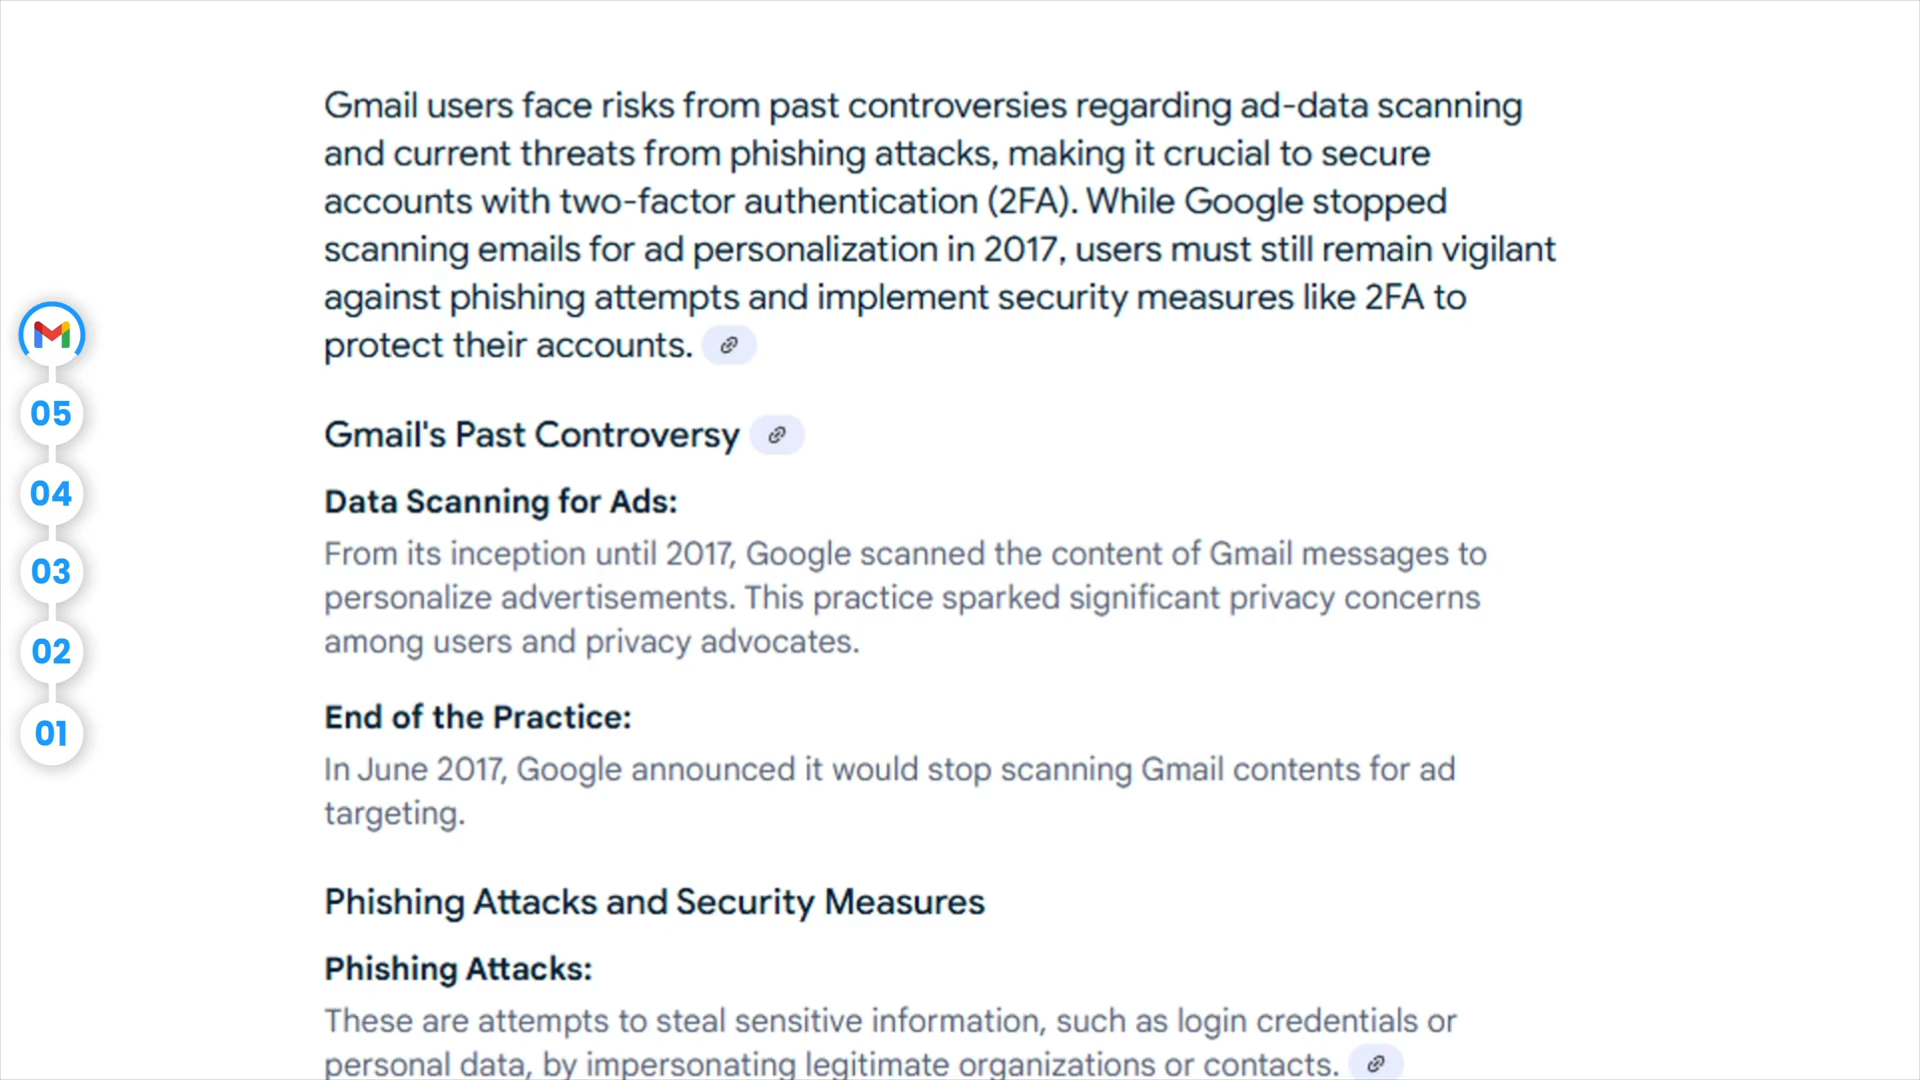 Gmail users face risks from past controversies regarding ad-data scanning
and current threats from phishing attacks, making it crucial to secure
accounts with two-factor authentication (2FA). While Google stopped
scanning emails for ad personalization in 2017, users must still remain vigilant
against phishing attempts and implement security measures like 2FA to
protect their accounts.
Gmail's Past Controversy
Data Scanning for Ads:
From its inception until 2017, Google scanned the content of Gmail messages to
personalize advertisements. This practice sparked significant privacy concerns
among users and privacy advocates.
End of the Practice:
In June 2017, Google announced it would stop scanning Gmail contents for ad
targeting.
Phishing Attacks and Security Measures
Phishing Attacks:
These are attempts to steal sensitive information, such as login credentials or
personal data, by impersonating legitimate organizations or contacts.
05
04
03
02
01